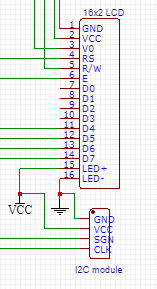 16x2 LCD
1 GND
2 VCC
3 V0
4 RS
5 R/W
6 E
7 D0
8 D1
9 D2
10 D3
11 D4
12 D5
13 D6
14 D7
15 LED+
16 LED-
VCC
GND
VCC
SGN
CLK
I2C module